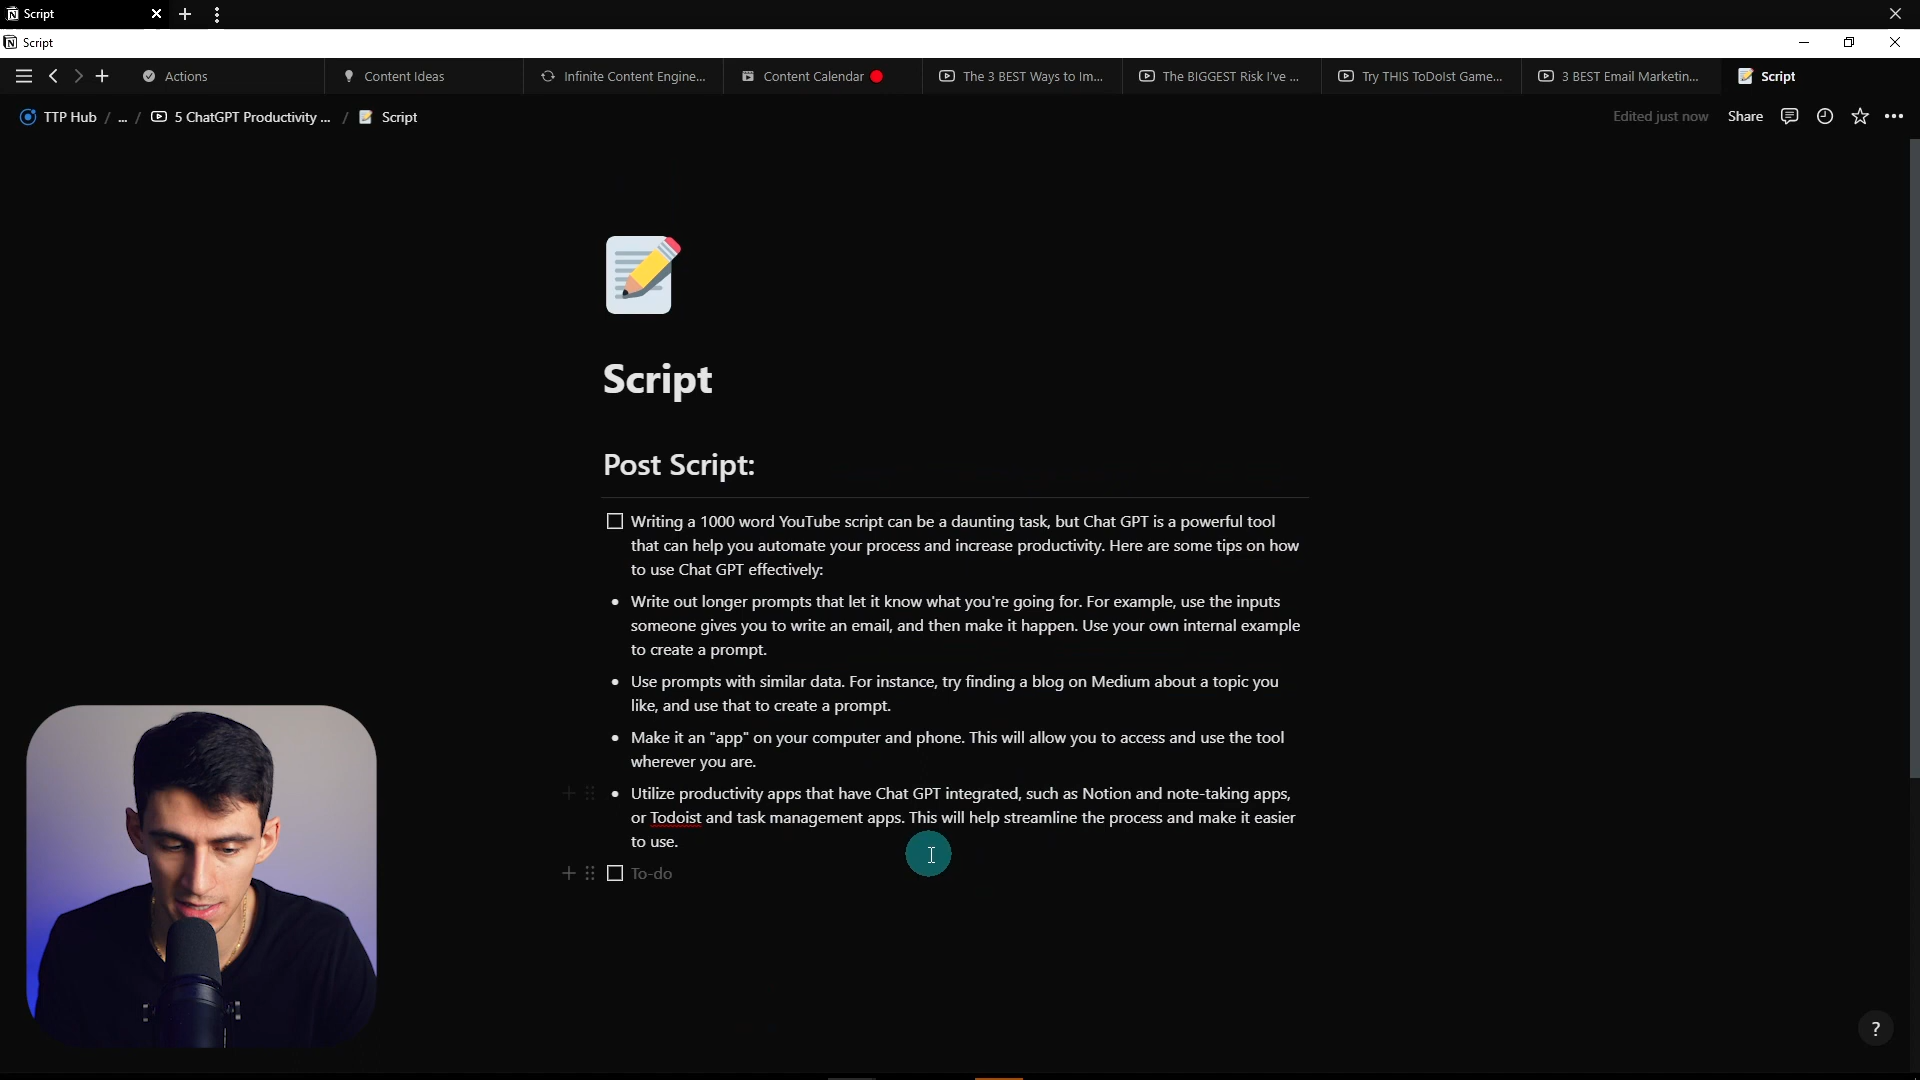 Script
Script
Actions
Content Ideas
Infinite Content Engine...
Content Calendar
The 3 BEST Ways to Im...
The BIGGEST Risk I've ...
Try THIS ToDoIst Game...
3 BEST Email Marketin...
Script
TTP Hub / ... / 5 ChatGPT Productivity ... / Script
Edited just now
Share
Script
Post Script:
Writing a 1000 word YouTube script can be a daunting task, but Chat GPT is a powerful tool
that can help you automate your process and increase productivity. Here are some tips on how
to use Chat GPT effectively:
• Write out longer prompts that let it know what you're going for. For example, use the inputs
someone gives you to write an email, and then make it happen. Use your own internal example
to create a prompt.
• Use prompts with similar data. For instance, try finding a blog on Medium about a topic you
like, and use that to create a prompt.
• Make it an "app" on your computer and phone. This will allow you to access and use the tool
wherever you are.
• Utilize productivity apps that have Chat GPT integrated, such as Notion and note-taking apps,
or Todoist and task management apps. This will help streamline the process and make it easier
to use.
To-do
?